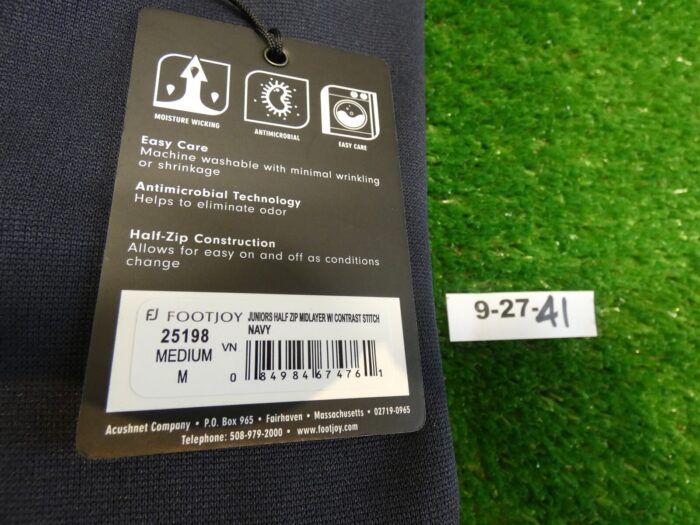 MOISTURE WICKING
ANTIMICROBIAL
EASY CARE
Easy Care
Machine washable with minimal wrinkling
or shrinkage
Antimicrobial Technology
Helps to eliminate odor
Half-Zip Construction
Allows for easy on and off as conditions
change
FJ FOOTJOY
25198
MEDIUM
M
VN
JUNIORS HALF ZIP MIDLAYER W/ CONTRAST STITCH
NAVY
0 84984 67476 1
Acushnet Company • P.O. Box 965 • Fairhaven • Massachusetts • 02719-0965
Telephone: 508-979-2000 • www.footjoy.com
9-27-41